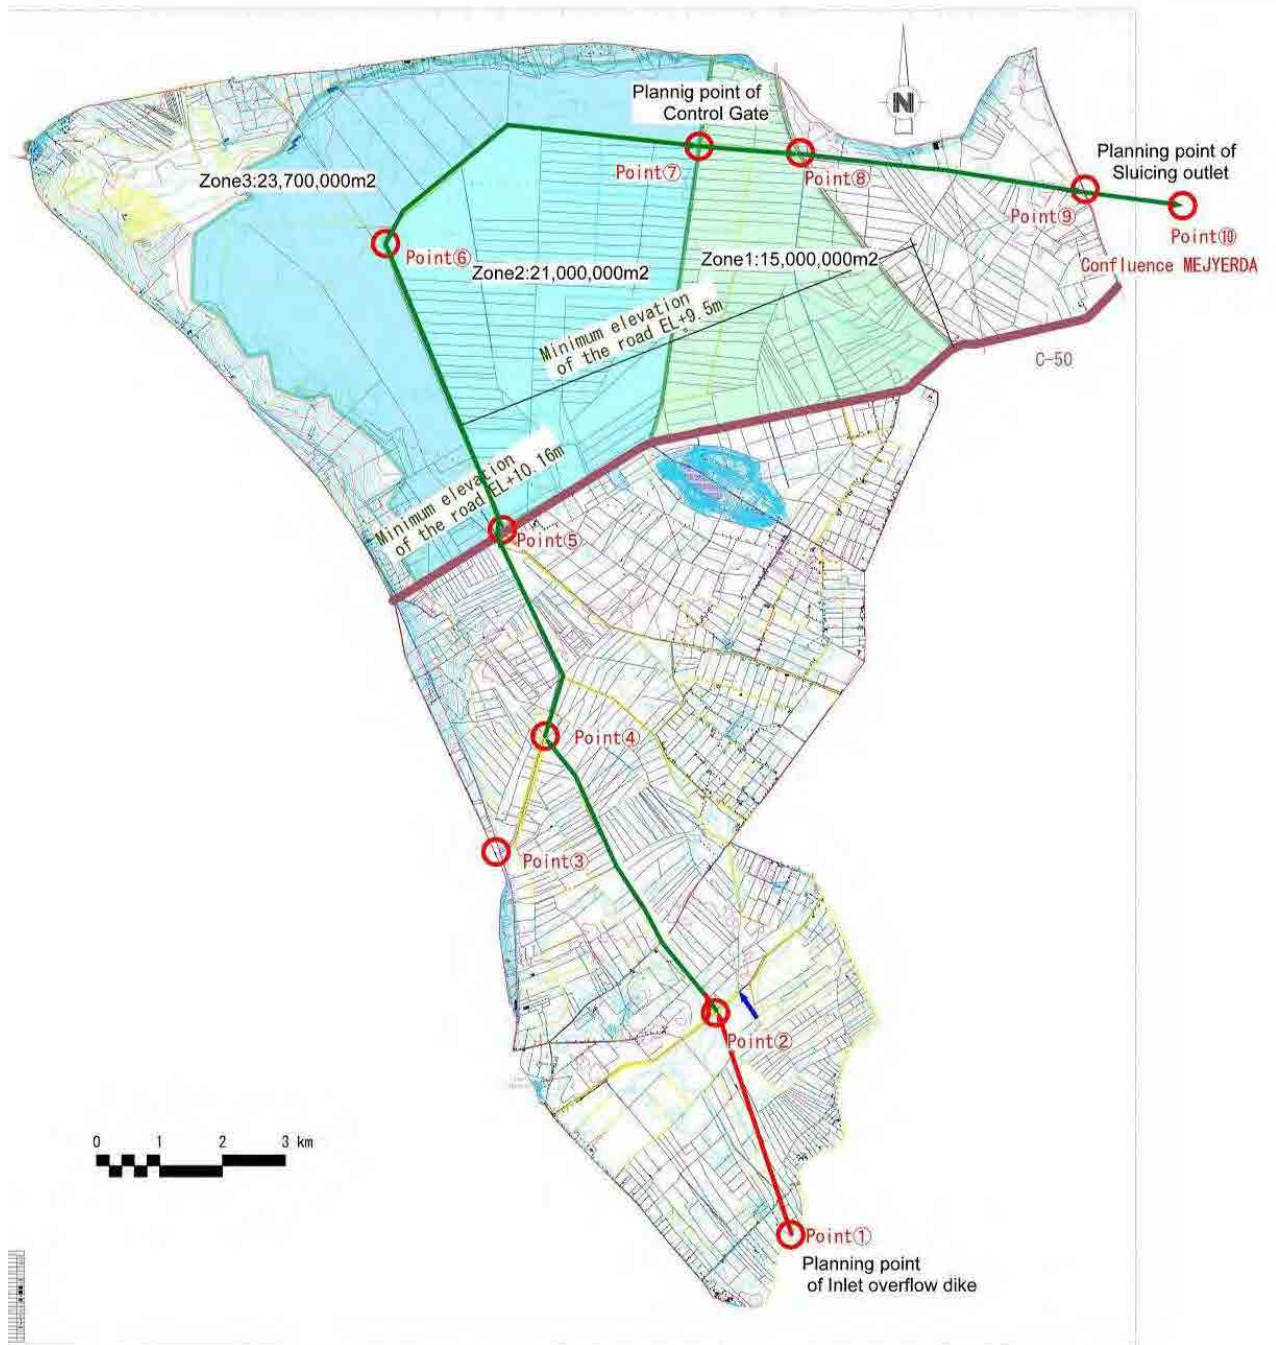 Plannig point of
Control Gate
N
Planning point of
Sluicing outlet
Point⑦
Point⑧
Zone3:23,700,000m2
Point⑨
Point⑩
Point⑥
Zone2:21,000,000m2
Zone1:15,000,000m2
Confluence MEJYERDA
Minimum elevation
of the road EL+9.5m
C-50
Minimum elevation
of the road EL+10.16m
Point⑤
Point④
Point③
Point②
0 1 2 3 km
Point①
Planning point
of Inlet overflow dike